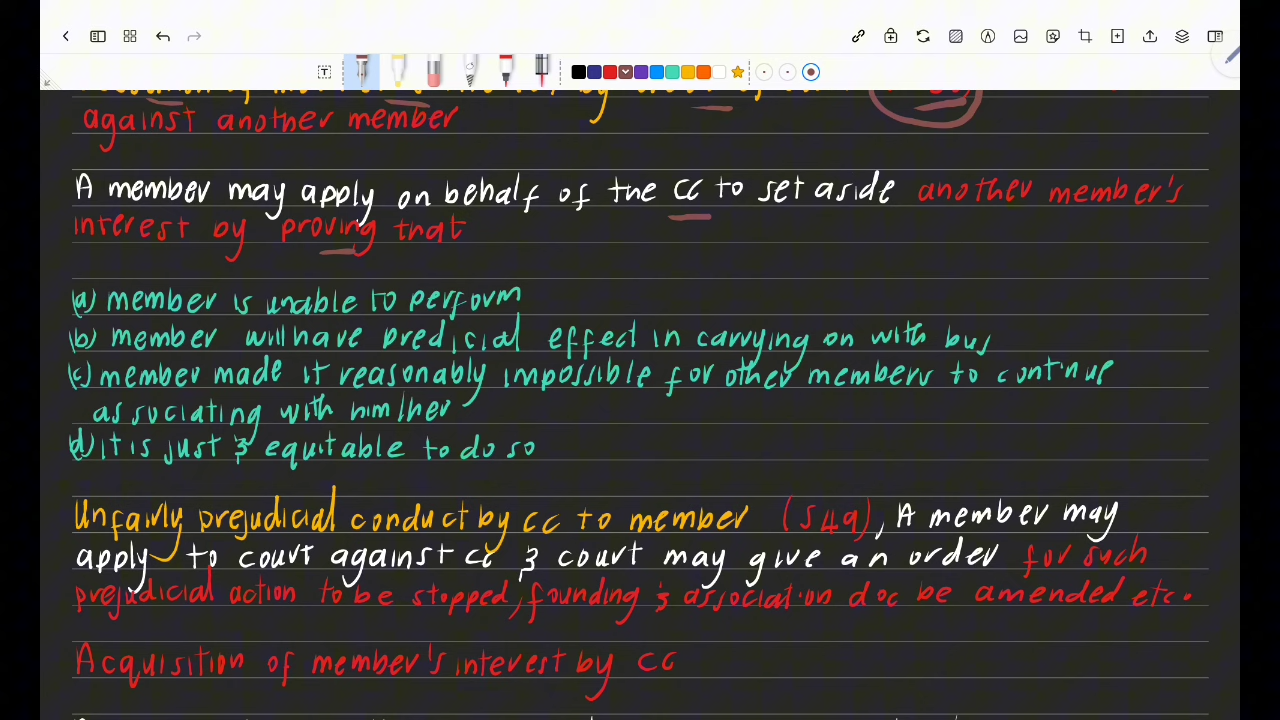 against another member
A member may apply on behalf of the CC to set aside another member's
interest by proving that
(a) member is unable to perform
(b) member will have predicial effect in carrying on with bus
(c) member made it reasonably impossible for other members to continue
associating with him/her
(d) it is just & equitable to do so
Unfairly prejudicial conduct by CC to member (S49), A member may
apply to court against CC & court may give an order for such
prejudicial action to be stopped, founding & association doc be amended etc.
Acquisition of member's interest by CC